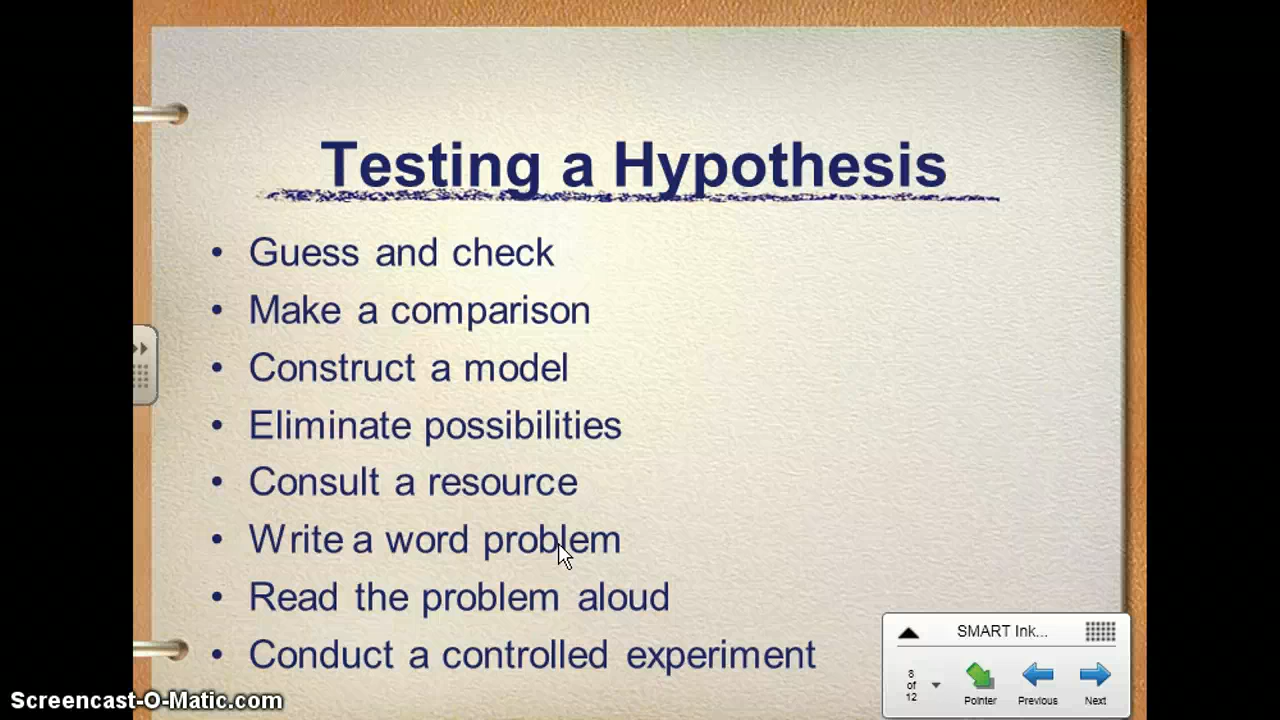 Testing a Hypothesis
• Guess and check
• Make a comparison
• Construct a model
• Eliminate possibilities
• Consult a resource
• Write a word problem
• Read the problem aloud
• Conduct a controlled experiment
SMART Ink...
8
of
12
Pointer
Previous
Next
Screencast-O-Matic.com